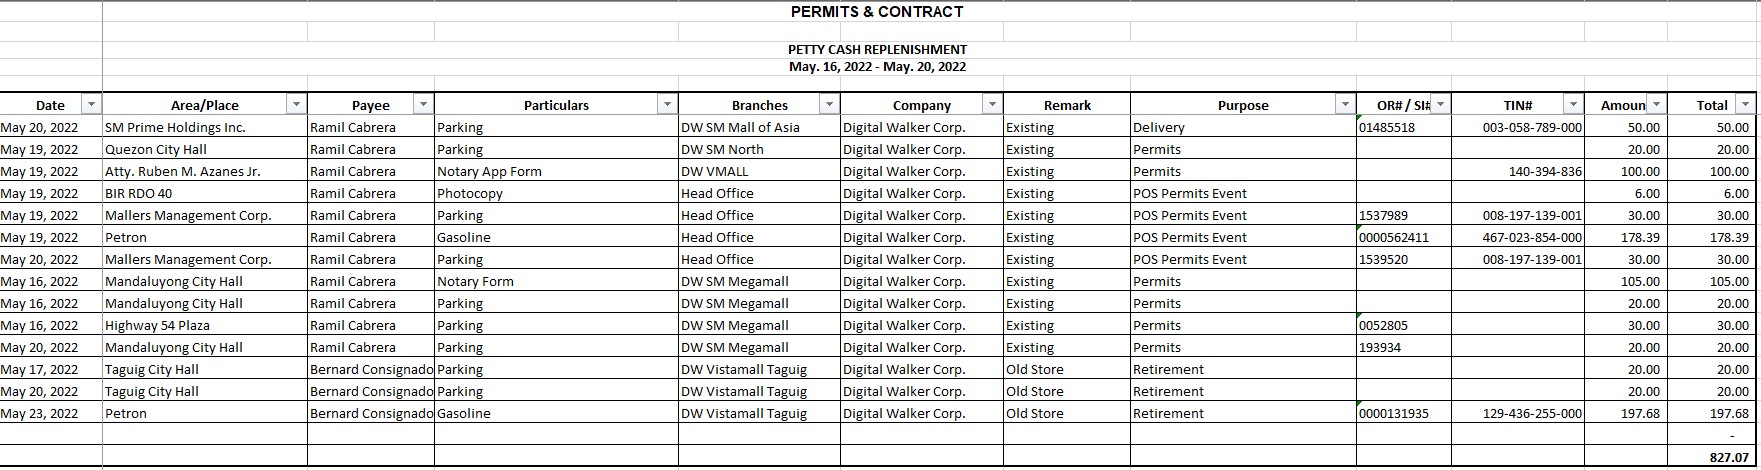 PERMITS & CONTRACT
PETTY CASH REPLENISHMENT
May. 16, 2022 - May. 20, 2022
Date Area/Place Payee Particulars Branches Company Remark Purpose OR# / SI# TIN# Amoun Total
May 20, 2022 SM Prime Holdings Inc. Ramil Cabrera Parking DW SM Mall of Asia Digital Walker Corp. Existing Delivery 01485518 003-058-789-000 50.00 50.00
May 19, 2022 Quezon City Hall Ramil Cabrera Parking DW SM North Digital Walker Corp. Existing Permits 20.00 20.00
May 19, 2022 Atty. Ruben M. Azanes Jr. Ramil Cabrera Notary App Form DW VMALL Digital Walker Corp. Existing Permits 140-394-836 100.00 100.00
May 19, 2022 BIR RDO 40 Ramil Cabrera Photocopy Head Office Digital Walker Corp. Existing POS Permits Event 6.00 6.00
May 19, 2022 Mallers Management Corp. Ramil Cabrera Parking Head Office Digital Walker Corp. Existing POS Permits Event 1537989 008-197-139-001 30.00 30.00
May 19, 2022 Petron Ramil Cabrera Gasoline Head Office Digital Walker Corp. Existing POS Permits Event 0000562411 467-023-854-000 178.39 178.39
May 20, 2022 Mallers Management Corp. Ramil Cabrera Parking Head Office Digital Walker Corp. Existing POS Permits Event 1539520 008-197-139-001 30.00 30.00
May 16, 2022 Mandaluyong City Hall Ramil Cabrera Notary Form DW SM Megamall Digital Walker Corp. Existing Permits 105.00 105.00
May 16, 2022 Mandaluyong City Hall Ramil Cabrera Parking DW SM Megamall Digital Walker Corp. Existing Permits 20.00 20.00
May 16, 2022 Highway 54 Plaza Ramil Cabrera Parking DW SM Megamall Digital Walker Corp. Existing Permits 0052805 30.00 30.00
May 20, 2022 Mandaluyong City Hall Ramil Cabrera Parking DW SM Megamall Digital Walker Corp. Existing Permits 193934 20.00 20.00
May 17, 2022 Taguig City Hall Bernard Consignado Parking DW Vistamall Taguig Digital Walker Corp. Old Store Retirement 20.00 20.00
May 20, 2022 Taguig City Hall Bernard Consignado Parking DW Vistamall Taguig Digital Walker Corp. Old Store Retirement 20.00 20.00
May 23, 2022 Petron Bernard Consignado Gasoline DW Vistamall Taguig Digital Walker Corp. Old Store Retirement 0000131935 129-436-255-000 197.68 197.68
-
827.07